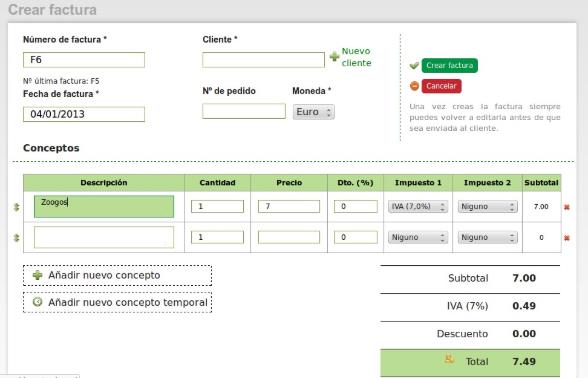 Crear factura
Número de factura *
F6
Nº última factura: F5
Fecha de factura *
04/01/2013
Cliente *
Nuevo cliente
Nº de pedido
Moneda *
Euro
Crear factura
Cancelar
Una vez creas la factura siempre
puedes volver a editarla antes de que
sea enviada al cliente.
Conceptos
Descripción Cantidad Precio Dto. (%) Impuesto 1 Impuesto 2 Subtotal
Zoogos 1 7 0 IVA (7,0%) Niguno 7.00
1 0 Niguno Niguno 0
Añadir nuevo concepto
Añadir nuevo concepto temporal
Subtotal 7.00
IVA (7%) 0.49
Descuento 0.00
Total 7.49